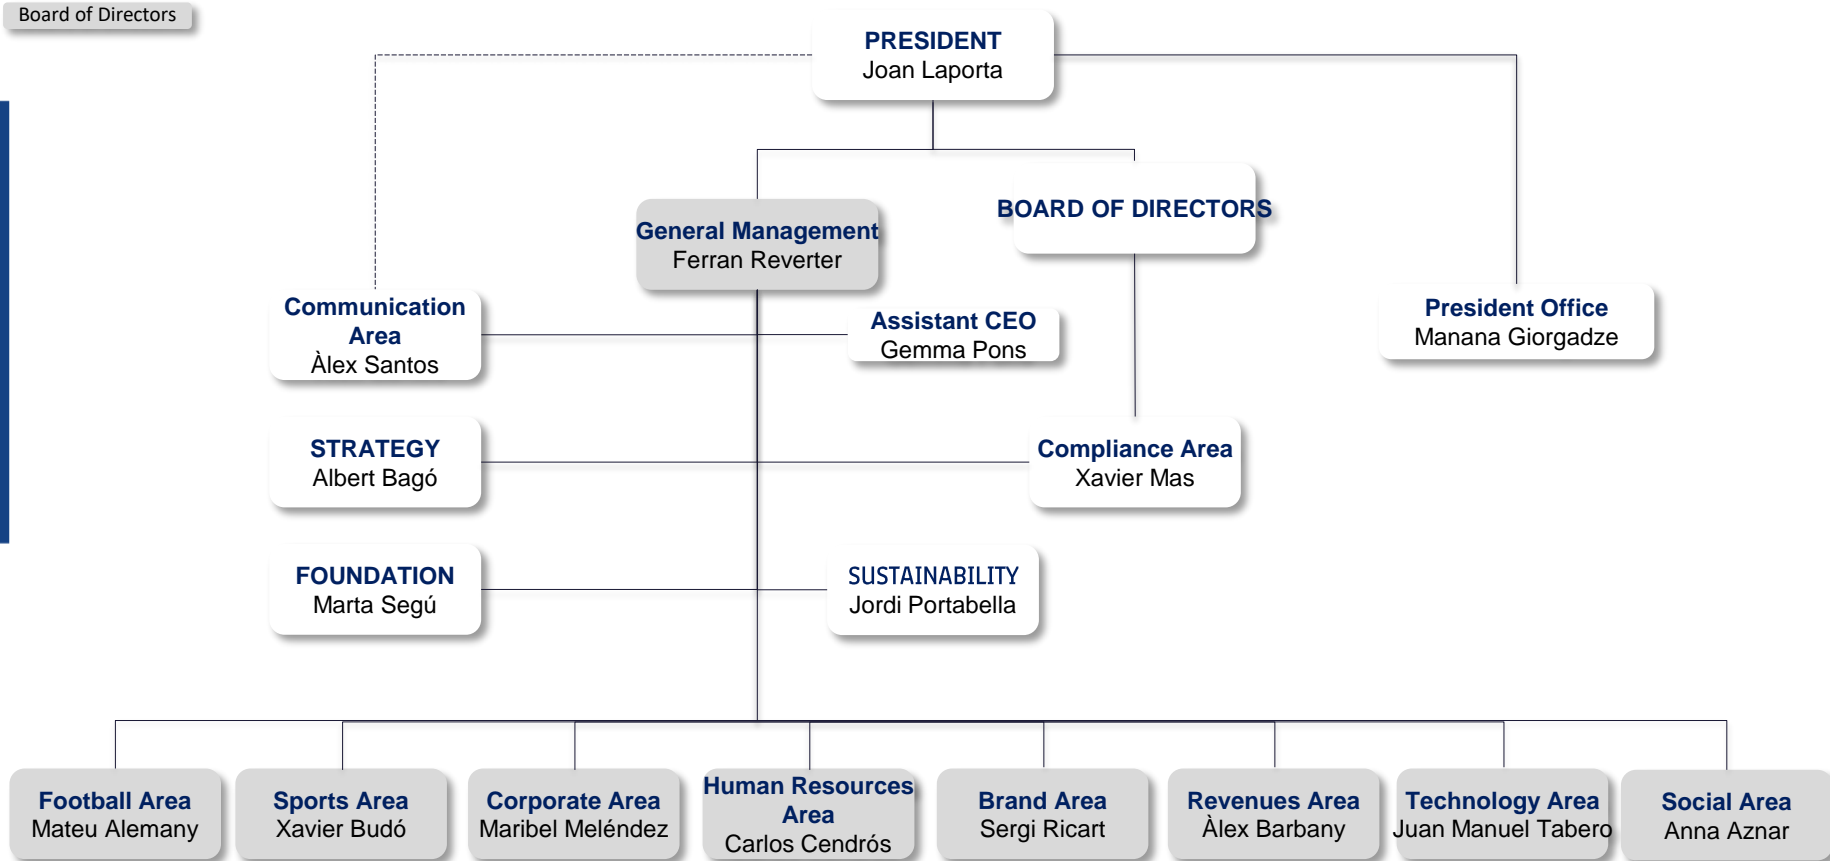 Board of Directors
PRESIDENT
Joan Laporta
General Management
Ferran Reverter
BOARD OF DIRECTORS
Communication
Area
Àlex Santos
Assistant CEO
Gemma Pons
President Office
Manana Giorgadze
STRATEGY
Albert Bagó
Compliance Area
Xavier Mas
FOUNDATION
Marta Segú
SUSTAINABILITY
Jordi Portabella
Football Area
Mateu Alemany
Sports Area
Xavier Budó
Corporate Area
Maribel Meléndez
Human Resources
Area
Carlos Cendrós
Brand Area
Sergi Ricart
Revenues Area
Àlex Barbany
Technology Area
Juan Manuel Tabero
Social Area
Anna Aznar